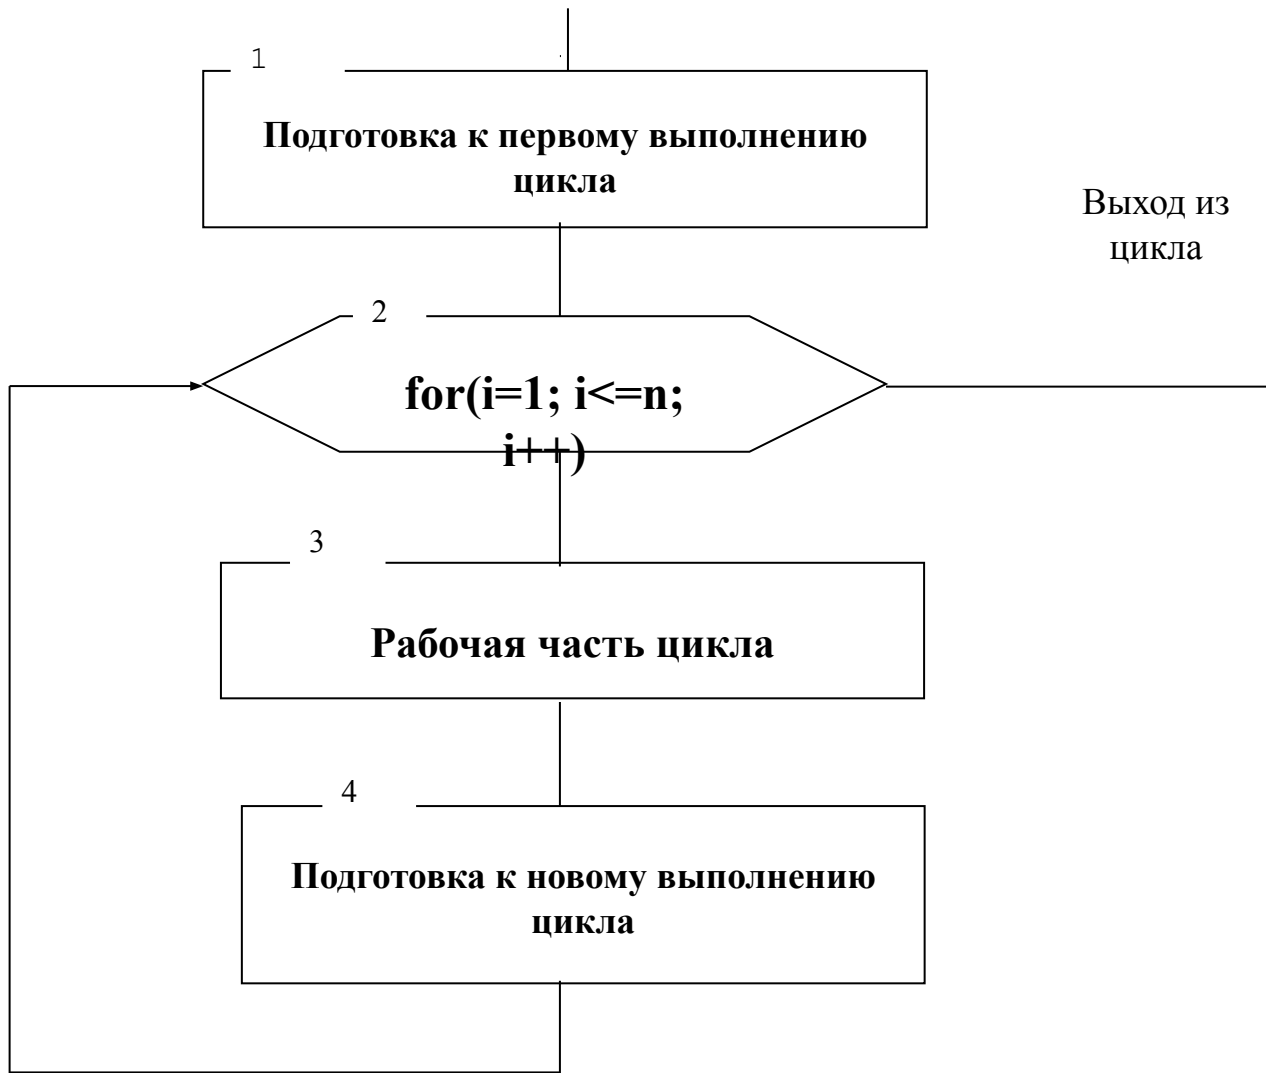 1
Подготовка к первому выполнению
цикла
Выход из
цикла
2
for(i=1; i<=n;
i++)
3
Рабочая часть цикла
4
Подготовка к новому выполнению
цикла